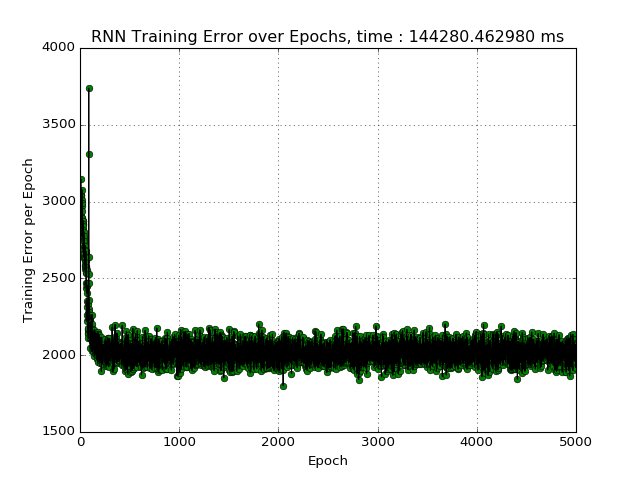 RNN Training Error over Epochs, time : 144280.462980 ms
4000
3500
3000
2500
2000
1500
Training Error per Epoch
0 1000 2000 3000 4000 5000
Epoch